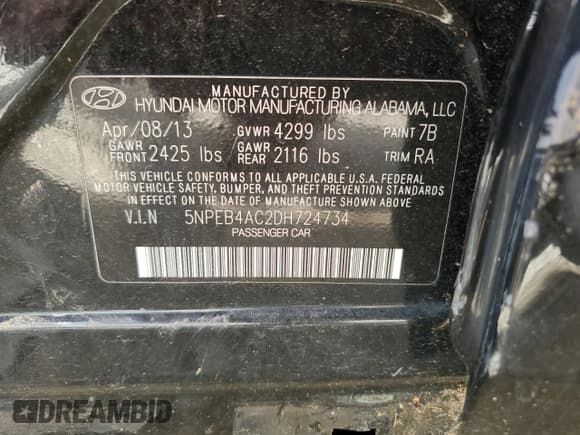 MANUFACTURED BY
HYUNDAI MOTOR MANUFACTURING ALABAMA, LLC
Apr/08/13 GVWR 4299 lbs PAINT 7B
GAWR FRONT 2425 lbs GAWR REAR 2116 lbs TRIM RA
THIS VEHICLE CONFORMS TO ALL APPLICABLE U.S.A. FEDERAL
MOTOR VEHICLE SAFETY, BUMPER, AND THEFT PREVENTION STANDARDS
IN EFFECT ON THE DATE OF MANUFACTURE SHOWN ABOVE
V.I.N 5NPEB4AC2DH724734
PASSENGER CAR
DREAMBID